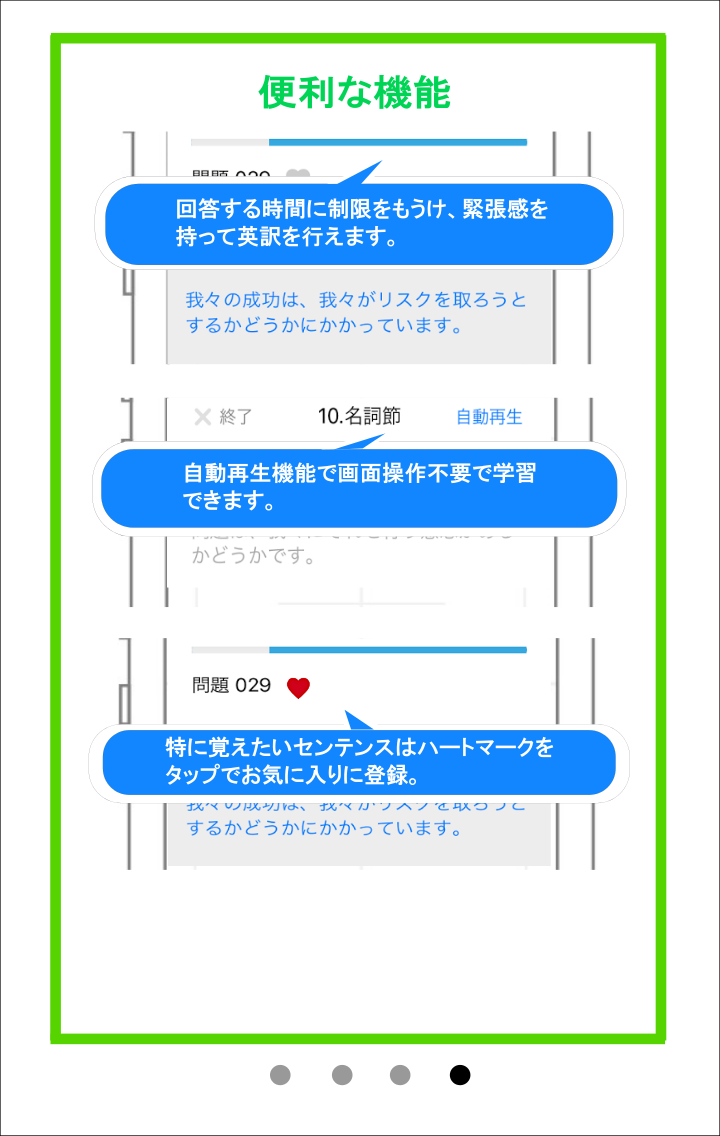 便利な機能
問題 029
回答する時間に制限をもうけ、緊張感を
持って英訳を行えます。
我々の成功は、我々がリスクを取ろうと
するかどうかにかかっています。
終了
10.名詞節
自動再生
自動再生機能で画面操作不要で学習
できます。
かどうかです。
問題 029
特に覚えたいセンテンスはハートマークを
タップでお気に入りに登録。
我々の成功は、我々がリスクを取ろうと
するかどうかにかかっています。